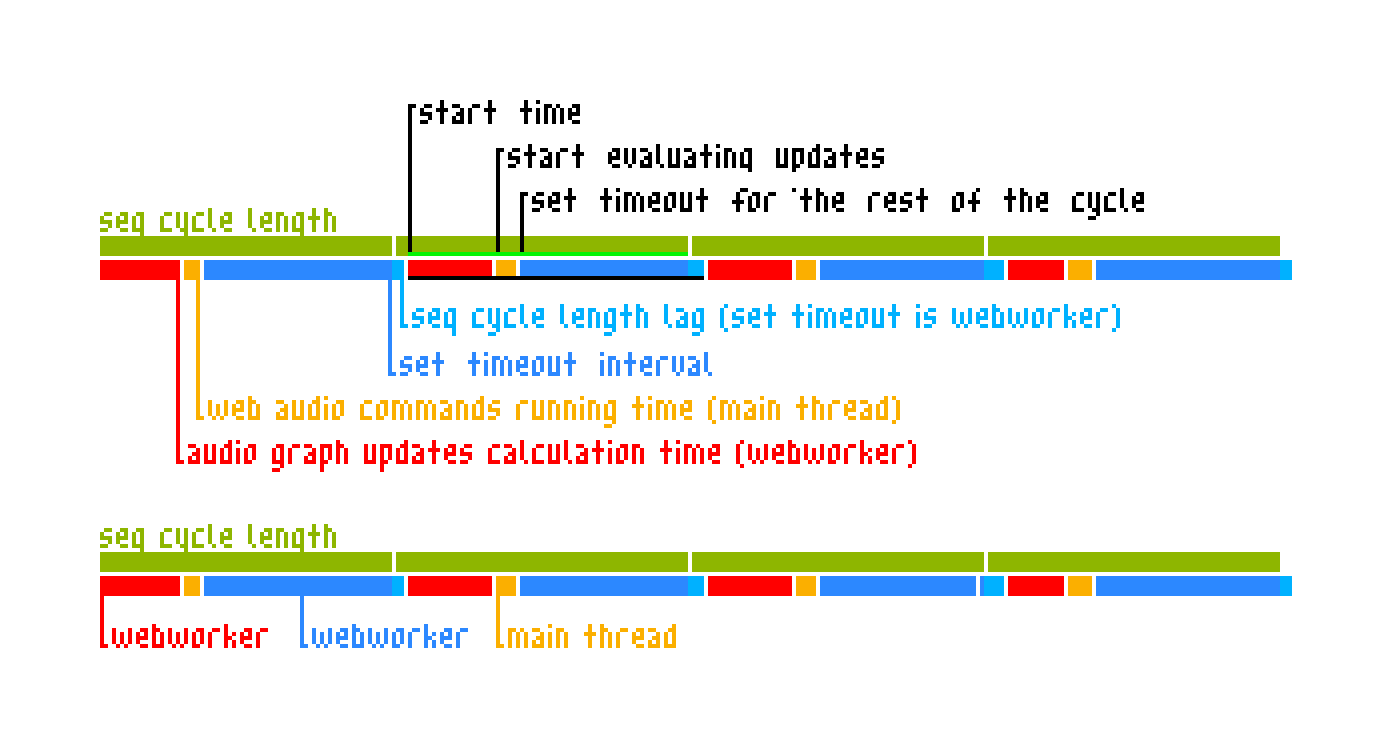 start time
start evaluating updates
set timeout for the rest of the cycle
seq cycle length
seq cycle length lag (set timeout is webworker)
set timeout interval
web audio commands running time (main thread)
audio graph updates calculation time (webworker)
seq cycle length
webworker
webworker
main thread